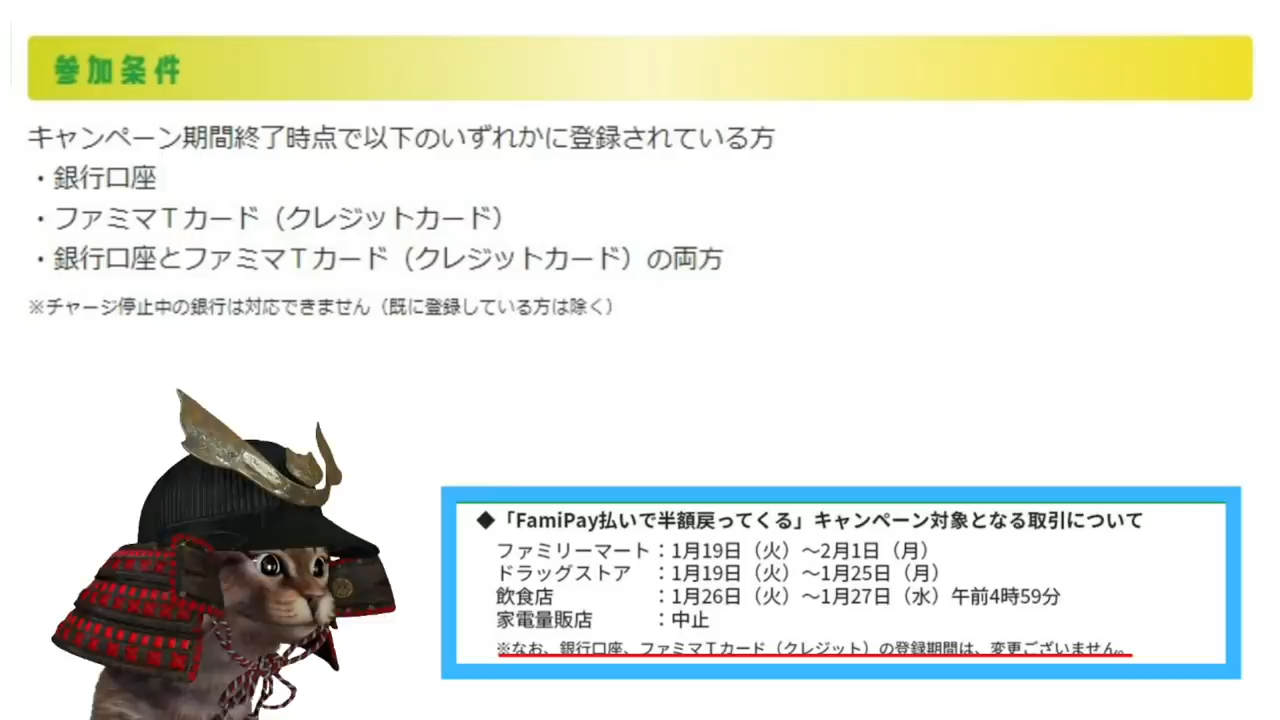 参加条件
キャンペーン期間終了時点で以下のいずれかに登録されている方
・銀行口座
・ファミマTカード（クレジットカード）
・銀行口座とファミマTカード（クレジットカード）の両方
※チャージ停止中の銀行は対応できません（既に登録している方は除く）
◆「FamiPay払いで半額戻ってくる」キャンペーン対象となる取引について
ファミリーマート：1月19日（火）～2月1日（月）
ドラッグストア　：1月19日（火）～1月25日（月）
飲食店　　　　　：1月26日（火）～1月27日（水）午前4時59分
家電量販店　　　：中止
※なお、銀行口座、ファミマTカード（クレジット）の登録期間は、変更ございません。